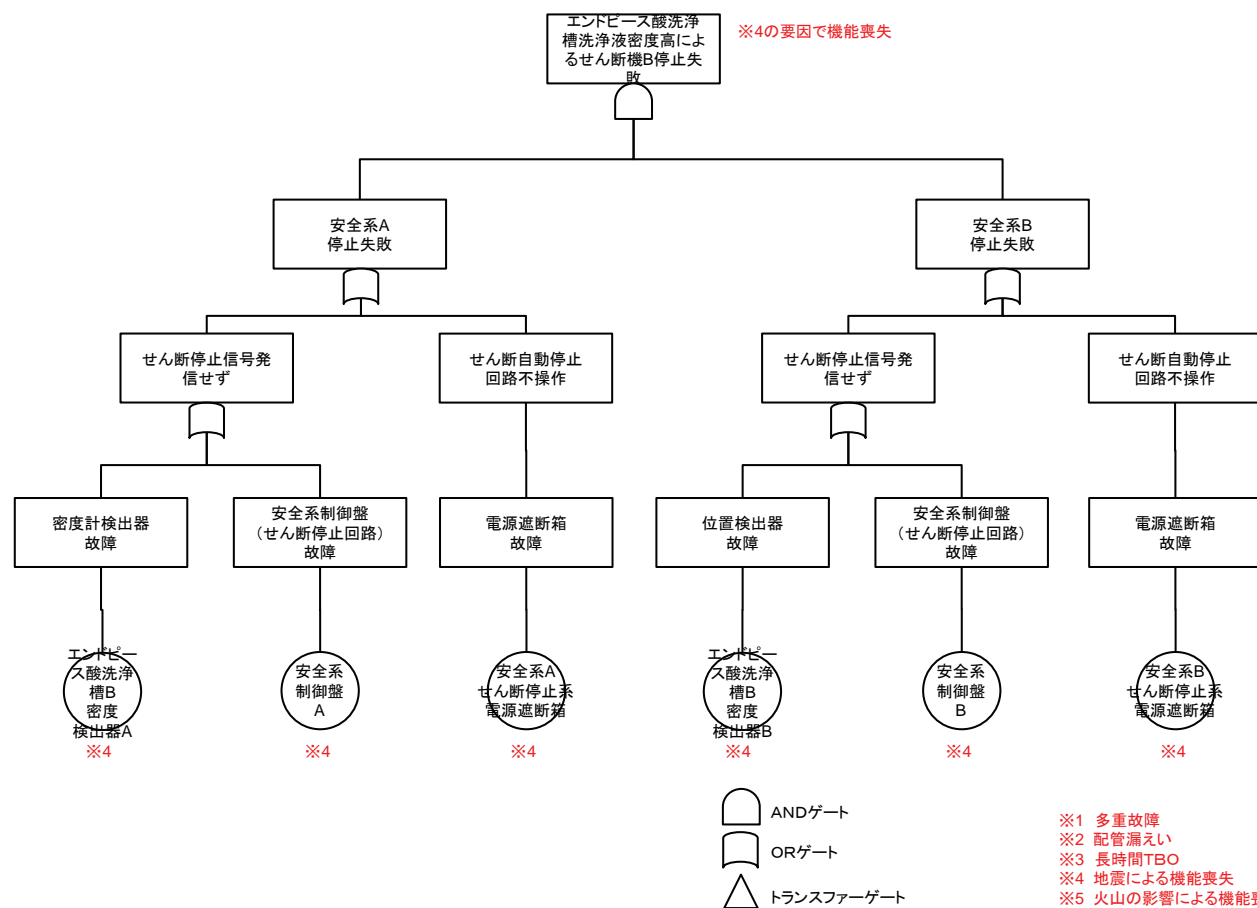 エンドピース酸洗浄
槽洗浄液密度高によ
るせん断機B停止失
敗
※4の要因で機能喪失
安全系A
停止失敗
安全系B
停止失敗
せん断停止信号発
信せず
せん断自動停止
回路不操作
せん断停止信号発
信せず
せん断自動停止
回路不操作
密度計検出器
故障
安全系制御盤
(せん断停止回路)
故障
電源遮断箱
故障
位置検出器
故障
安全系制御盤
(せん断停止回路)
故障
電源遮断箱
故障
エンドピー
ス酸洗浄
槽B
密度
検出器A
安全系
制御盤
A
安全系A
せん断停止系
電源遮断箱
エンドピー
ス酸洗浄
槽B
密度
検出器B
安全系
制御盤
B
安全系B
せん断停止系
電源遮断箱
※4
※4
※4
※4
※4
※4
ANDゲート
ORゲート
トランスファーゲート
※1 多重故障
※2 配管漏えい
※3 長時間TBO
※4 地震による機能喪失
※5 火山の影響による機能喪